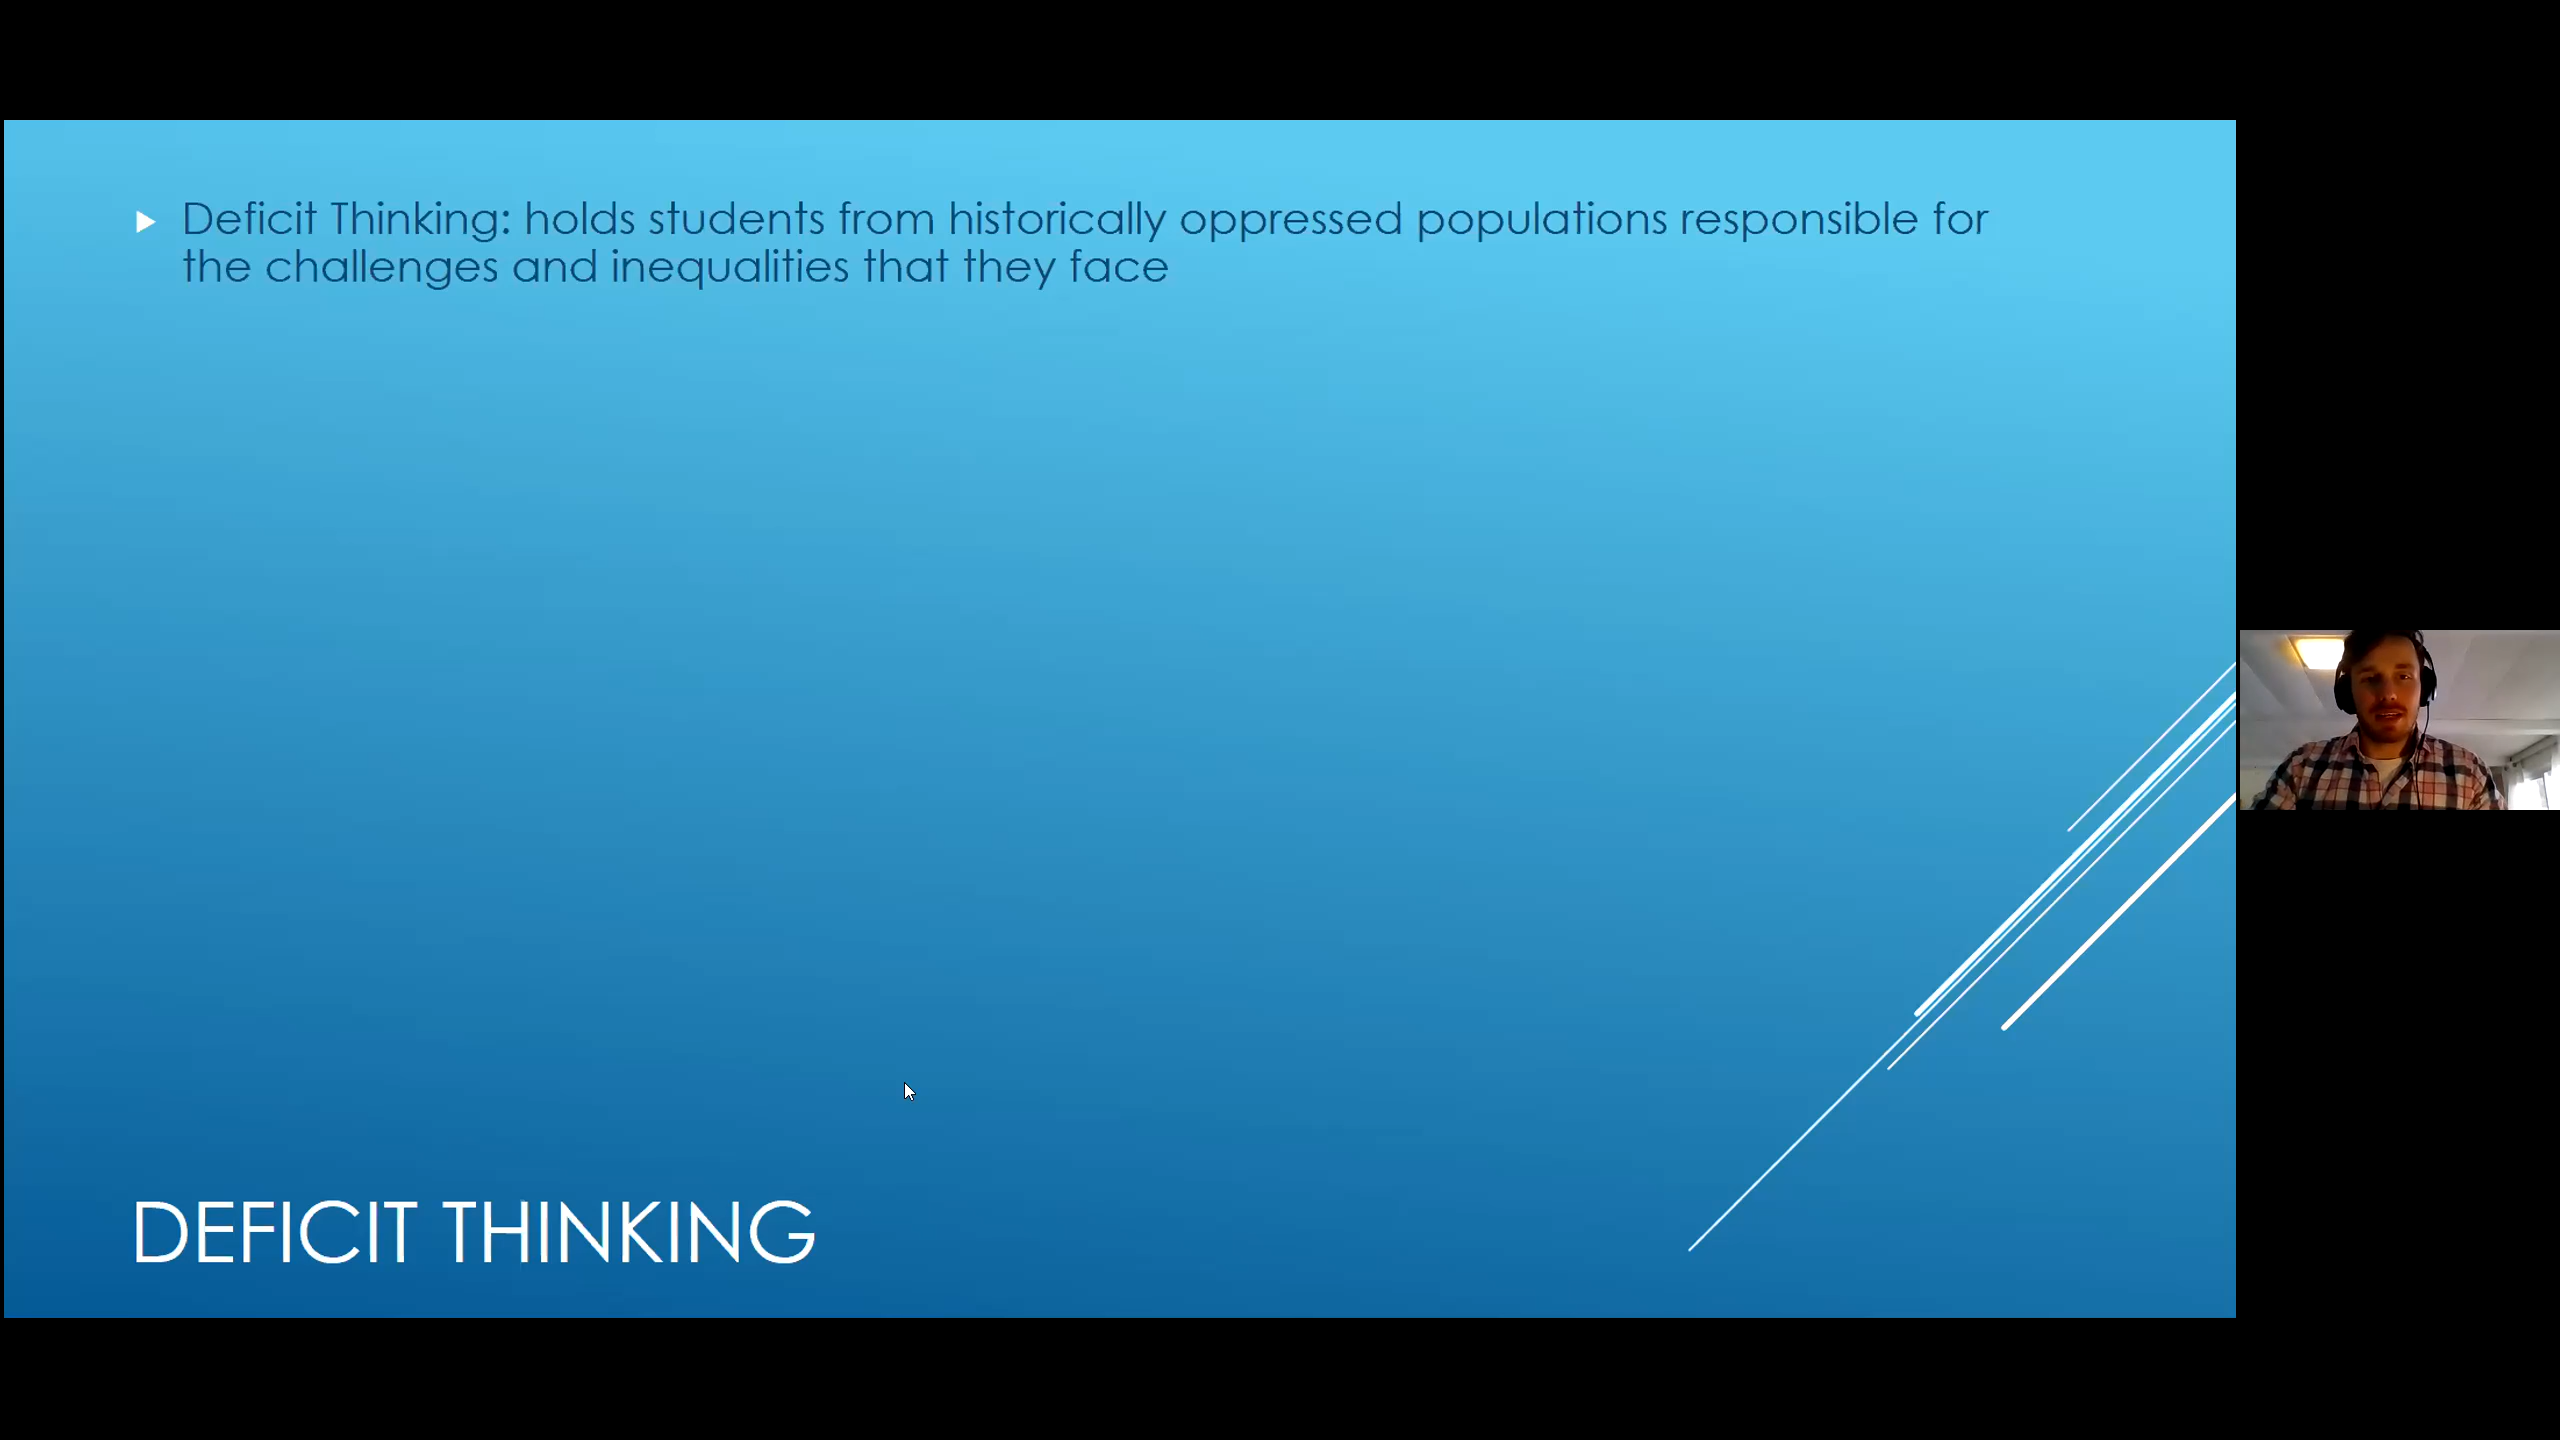 Deficit Thinking: holds students from historically oppressed populations responsible for
the challenges and inequalities that they face
DEFICIT THINKING